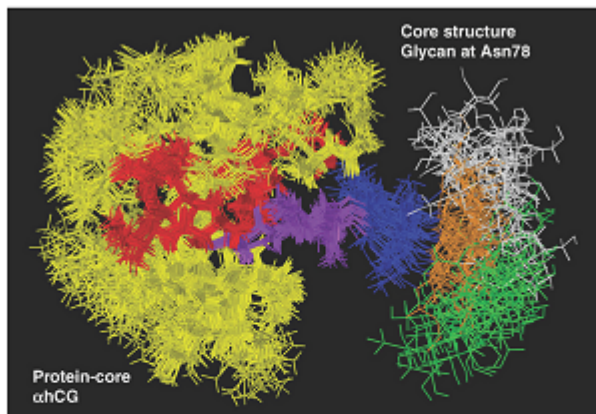 Core structure
Glycan at Asn78
Protein-core
αhCG